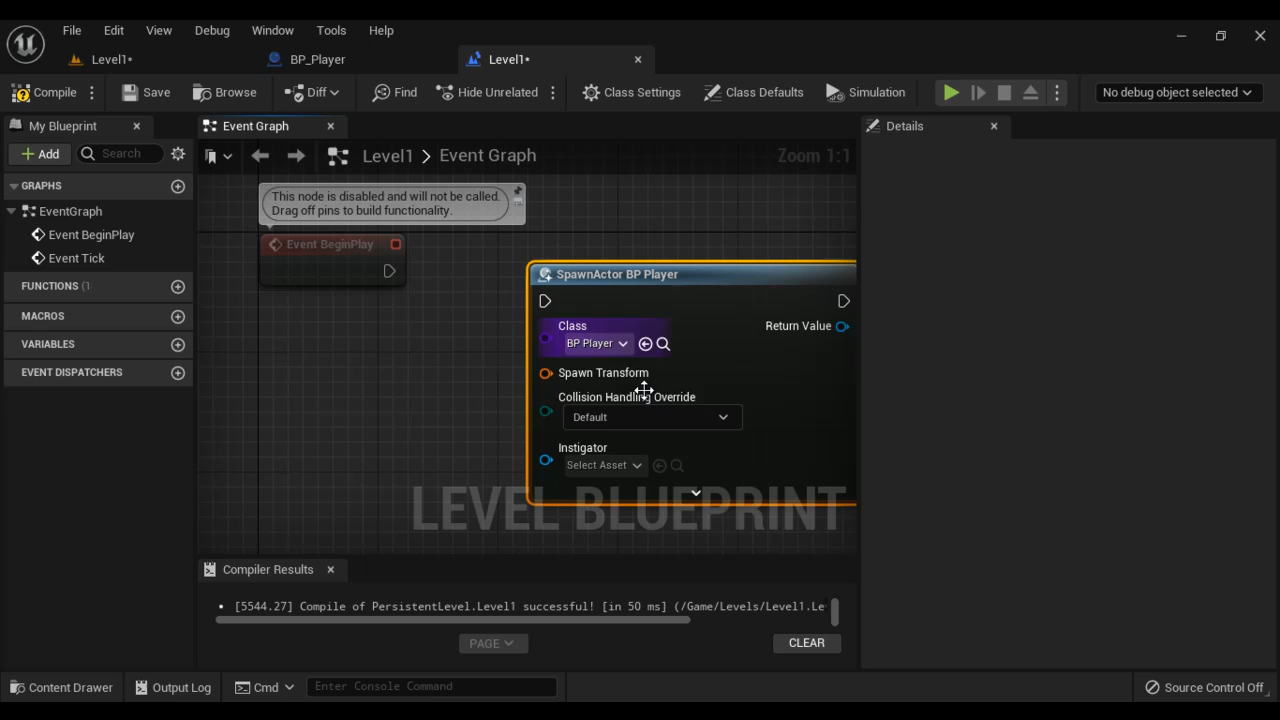 File Edit View Debug Window Tools Help
Level1* BP_Player Level1*
Compile Save Browse Diff Find Hide Unrelated Class Settings Class Defaults Simulation No debug object selected
My Blueprint Event Graph Details
Add Search Level1 > Event Graph Zoom 1:1
GRAPHS
EventGraph
Event BeginPlay
Event Tick
FUNCTIONS (1
MACROS
VARIABLES
EVENT DISPATCHERS
This node is disabled and will not be called.
Drag off pins to build functionality.
Event BeginPlay
SpawnActor BP Player
Class
BP Player
Return Value
Spawn Transform
Collision Handling Override
Default
Instigator
Select Asset
LEVEL BLUEPRINT
Compiler Results
• [5544.27] Compile of PersistentLevel.Level1 successful! [in 50 ms] (/Game/Levels/Level1.Le
PAGE CLEAR
Content Drawer Output Log Cmd Enter Console Command Source Control Off